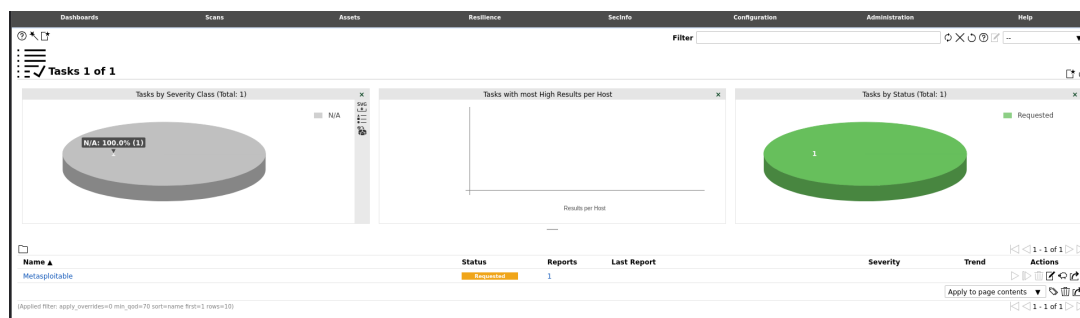 Dashboards Scans Assets Resilience SecInfo Configuration Administration Help
Filter --
Tasks 1 of 1
Tasks by Severity Class (Total: 1) × Tasks with most High Results per Host × Tasks by Status (Total: 1) ×
SVG
N/A Requested
N/A: 100.0% (1)
1
Results per Host
1 - 1 of 1
Name ▲ Status Reports Last Report Severity Trend Actions
Metasploitable Requested 1
Apply to page contents ▼
(Applied filter: apply_overrides=0 min_qod=70 sort=name first=1 rows=10) 1 - 1 of 1